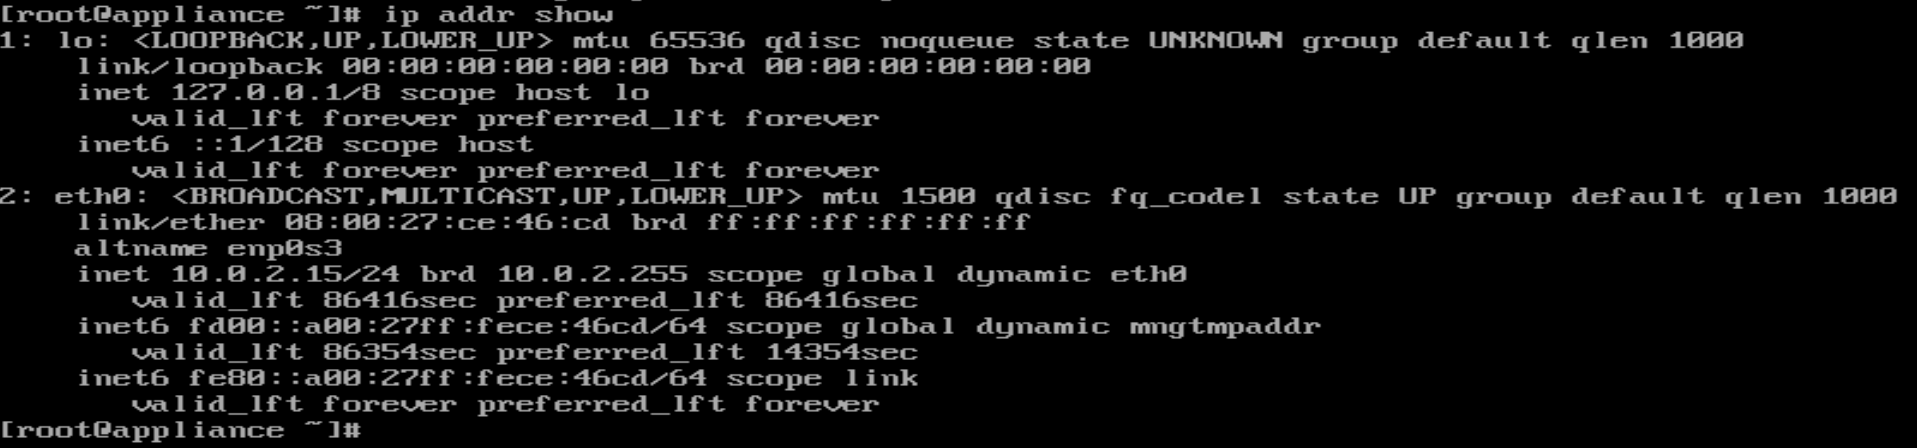 [root@appliance ~]# ip addr show
1: lo: <LOOPBACK,UP,LOWER_UP> mtu 65536 qdisc noqueue state UNKNOWN group default qlen 1000
    link/loopback 00:00:00:00:00:00 brd 00:00:00:00:00:00
    inet 127.0.0.1/8 scope host lo
       valid_lft forever preferred_lft forever
    inet6 ::1/128 scope host
       valid_lft forever preferred_lft forever
2: eth0: <BROADCAST,MULTICAST,UP,LOWER_UP> mtu 1500 qdisc fq_codel state UP group default qlen 1000
    link/ether 08:00:27:ce:46:cd brd ff:ff:ff:ff:ff:ff
    altname enp0s3
    inet 10.0.2.15/24 brd 10.0.2.255 scope global dynamic eth0
       valid_lft 86416sec preferred_lft 86416sec
    inet6 fd00::a00:27ff:fece:46cd/64 scope global dynamic mngtmpaddr
       valid_lft 86354sec preferred_lft 14354sec
    inet6 fe80::a00:27ff:fece:46cd/64 scope link
       valid_lft forever preferred_lft forever
[root@appliance ~]#